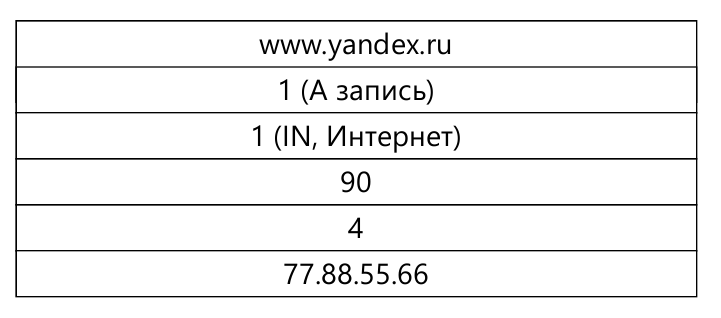 www.yandex.ru
1 (А запись)
1 (IN, Интернет)
90
4
77.88.55.66